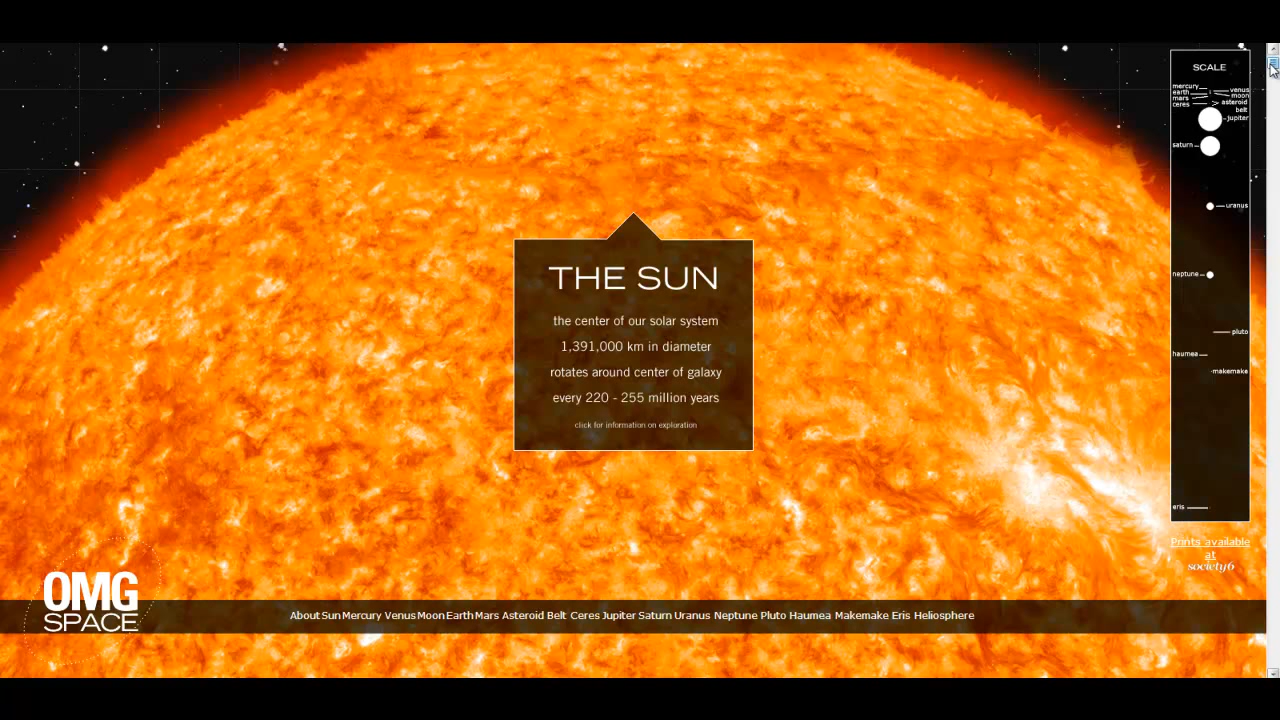 SCALE
mercury
venus
earth
moon
mars
asteroid
belt
ceres
jupiter
saturn
uranus
neptune
pluto
haumea
makemake
eris
THE SUN
the center of our solar system
1,391,000 km in diameter
rotates around center of galaxy
every 220 - 255 million years
click for information on exploration
Prints available
at
society6
OMG
SPACE
About Sun Mercury Venus Moon Earth Mars Asteroid Belt Ceres Jupiter Saturn Uranus Neptune Pluto Haumea Makemake Eris Heliosphere